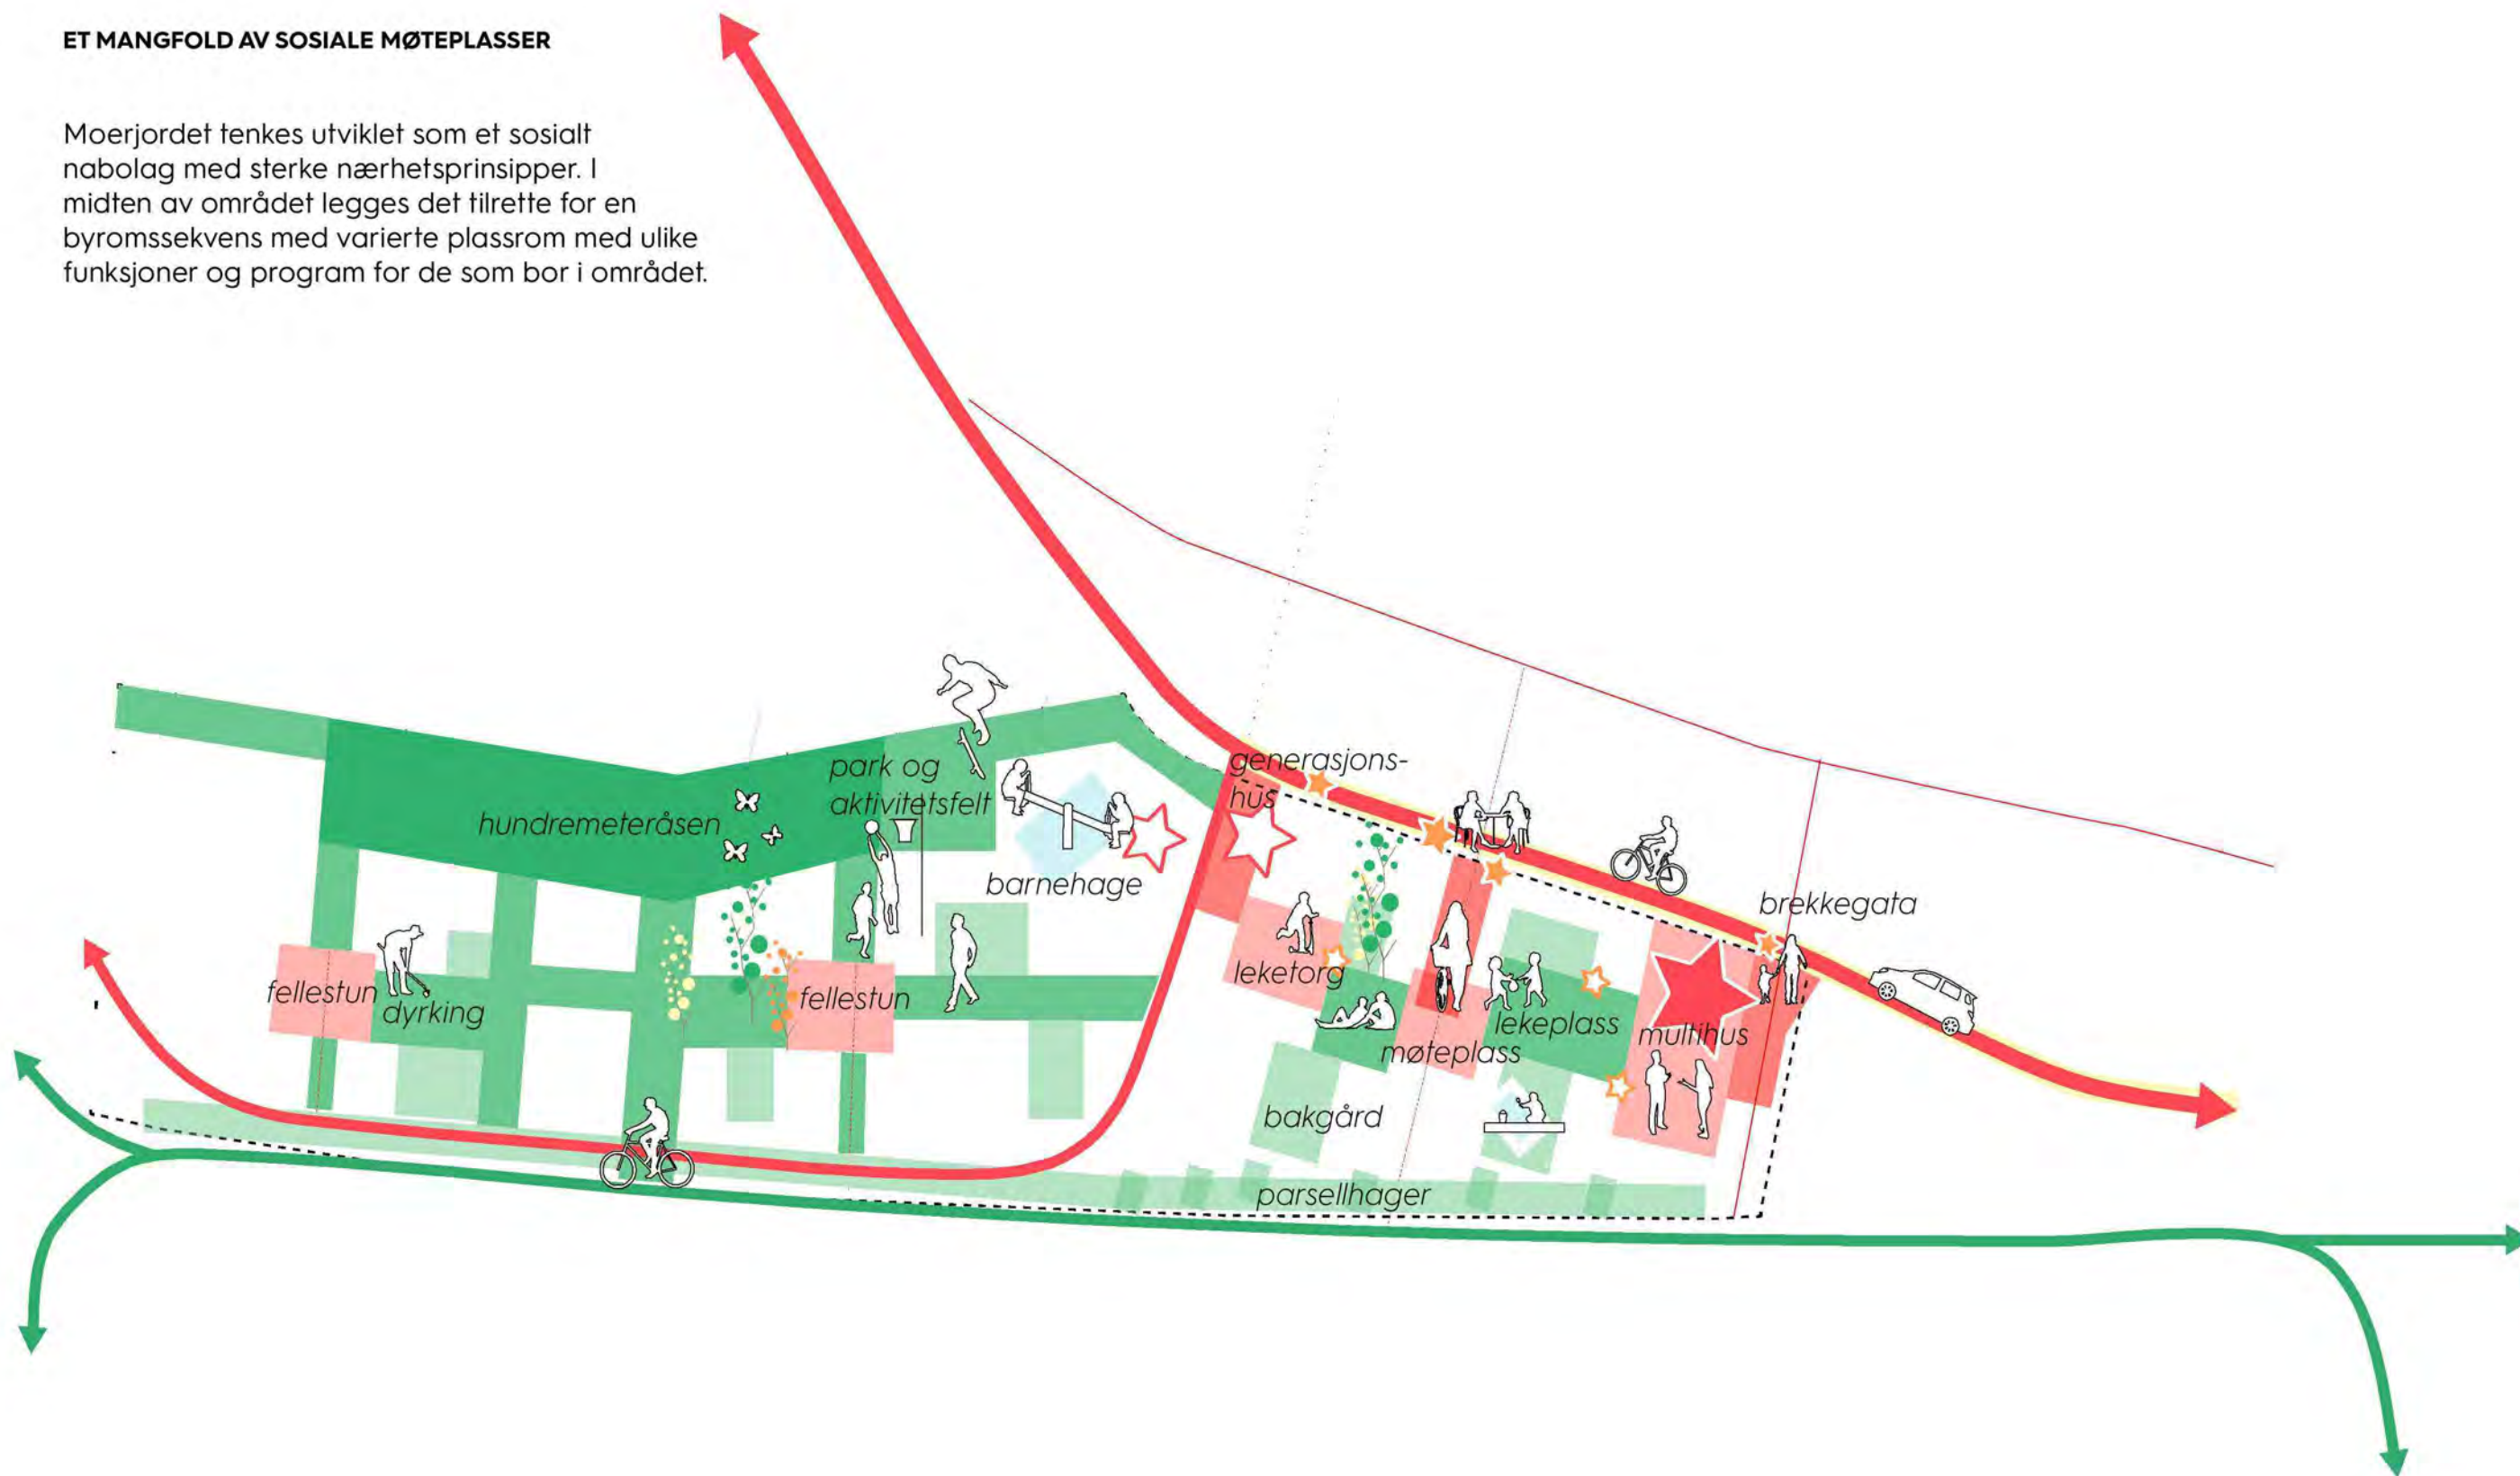 ET MANGFOLD AV SOSIALE MØTEPLASSER
Moerjordet tenkes utviklet som et sosialt
nabolag med sterke nærhetsprinsipper. I
midten av området legges det tilrette for en
byromssekvens med varierte plassrom med ulike
funksjoner og program for de som bor i området.
generasjons-
hus
park og
aktivitetsfelt
hundremeteråsen
barnehage
brekkegata
leketorg
fellestun
dyrking
fellestun
lekeplass
multihus
møteplass
bakgård
parsellhager